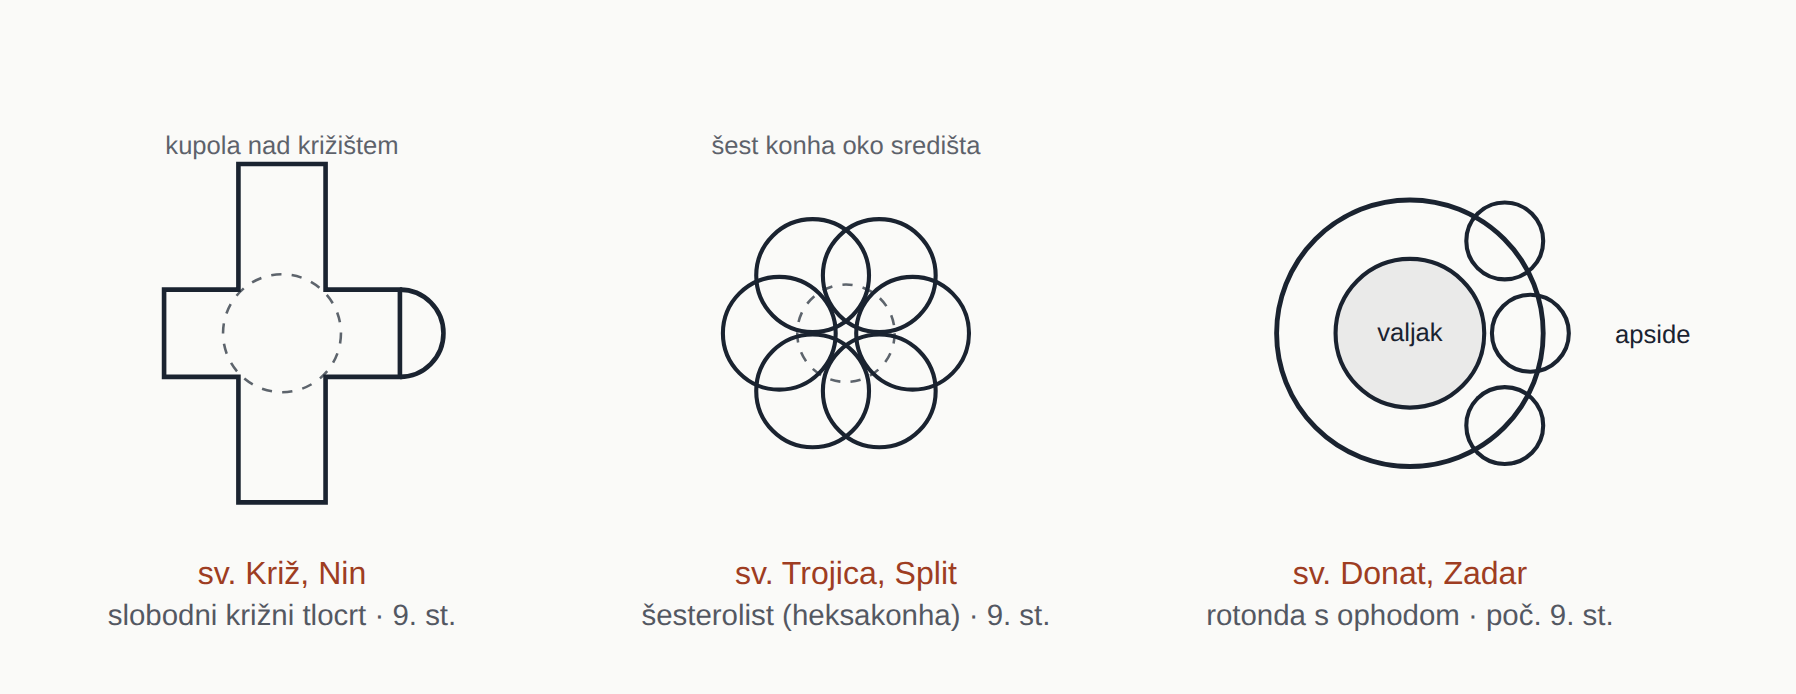 kupola nad križištem
šest konha oko središta
valjak
apside
sv. Križ, Nin
slobodni križni tlocrt · 9. st.
sv. Trojica, Split
šesterolist (heksakonha) · 9. st.
sv. Donat, Zadar
rotonda s ophodom · poč. 9. st.